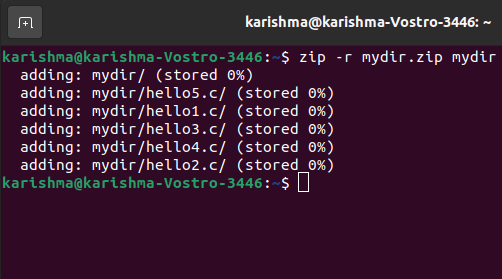 karishma@karishma-Vostro-3446: ~
karishma@karishma-Vostro-3446:~$ zip -r mydir.zip mydir
  adding: mydir/ (stored 0%)
  adding: mydir/hello5.c/ (stored 0%)
  adding: mydir/hello1.c/ (stored 0%)
  adding: mydir/hello3.c/ (stored 0%)
  adding: mydir/hello4.c/ (stored 0%)
  adding: mydir/hello2.c/ (stored 0%)
karishma@karishma-Vostro-3446:~$